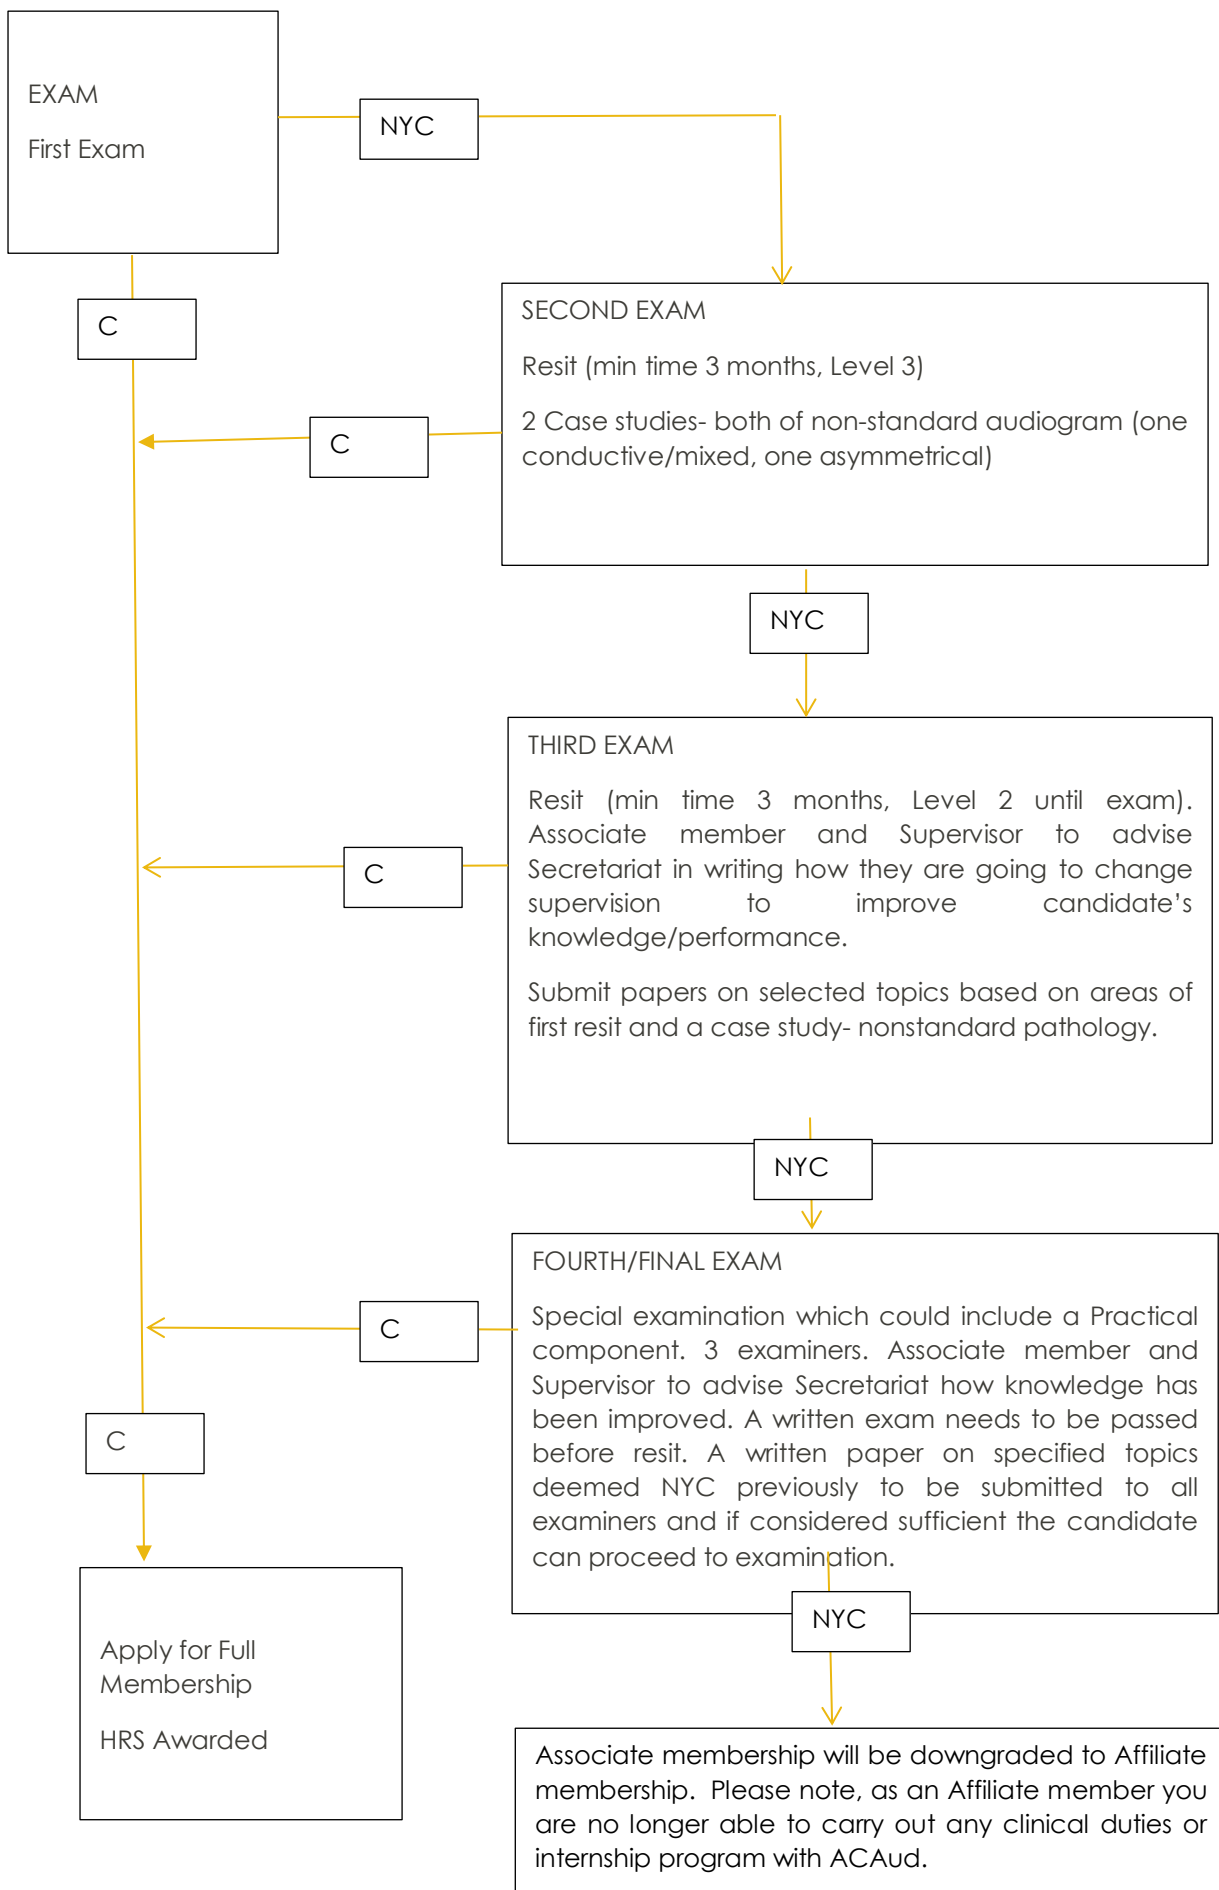 EXAM
First Exam
NYC
C
SECOND EXAM
Resit (min time 3 months, Level 3)
2 Case studies- both of non-standard audiogram (one
conductive/mixed, one asymmetrical)
C
NYC
THIRD EXAM
Resit (min time 3 months, Level 2 until exam).
Associate member and Supervisor to advise
Secretariat in writing how they are going to change
supervision to improve candidate’s
knowledge/performance.
Submit papers on selected topics based on areas of
first resit and a case study- nonstandard pathology.
C
NYC
FOURTH/FINAL EXAM
Special examination which could include a Practical
component. 3 examiners. Associate member and
Supervisor to advise Secretariat how knowledge has
been improved. A written exam needs to be passed
before resit. A written paper on specified topics
deemed NYC previously to be submitted to all
examiners and if considered sufficient the candidate
can proceed to examination.
C
C
NYC
Apply for Full
Membership
HRS Awarded
Associate membership will be downgraded to Affiliate
membership. Please note, as an Affiliate member you
are no longer able to carry out any clinical duties or
internship program with ACAud.